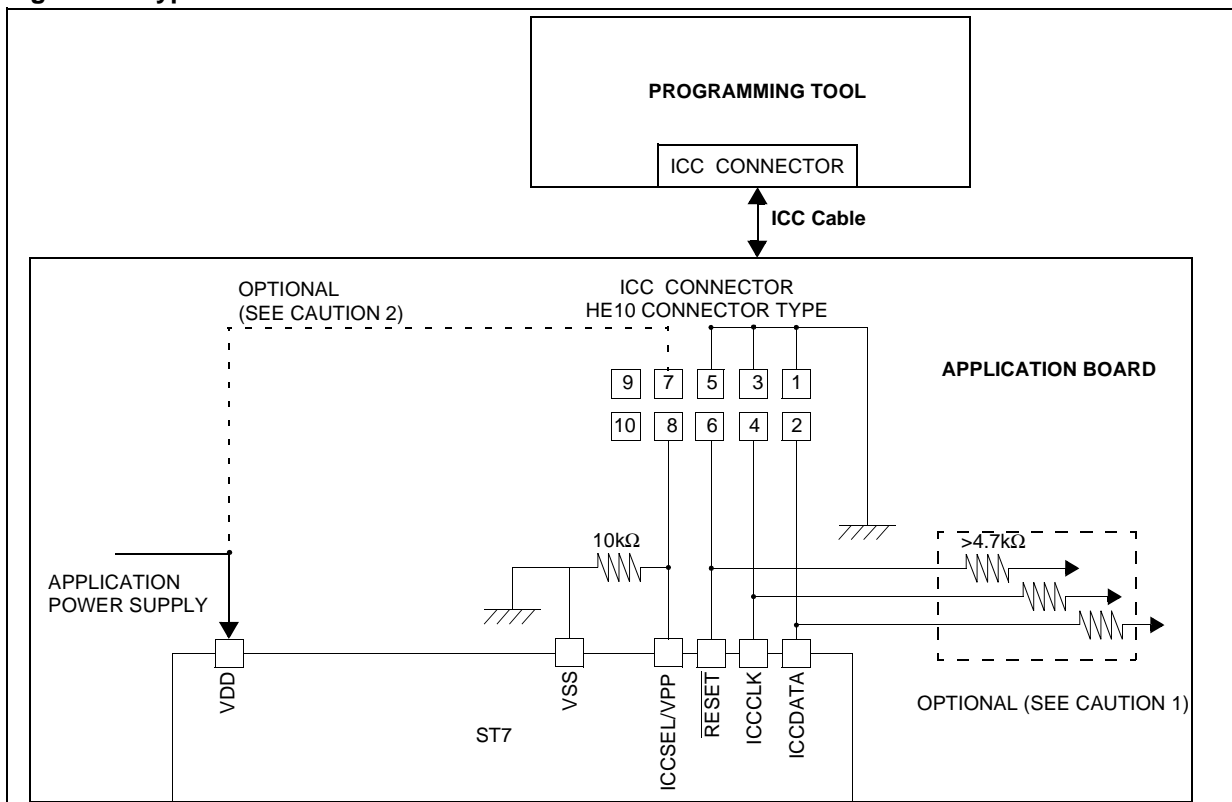 PROGRAMMING TOOL
ICC CONNECTOR
ICC Cable
OPTIONAL
(SEE CAUTION 2)
ICC CONNECTOR
HE10 CONNECTOR TYPE
9 7 5 3 1
APPLICATION BOARD
10 8 6 4 2
10kΩ
>4.7kΩ
APPLICATION
POWER SUPPLY
VDD
VSS
ICCSEL/VPP
RESET
ICCCLK
ICCDATA
OPTIONAL (SEE CAUTION 1)
ST7